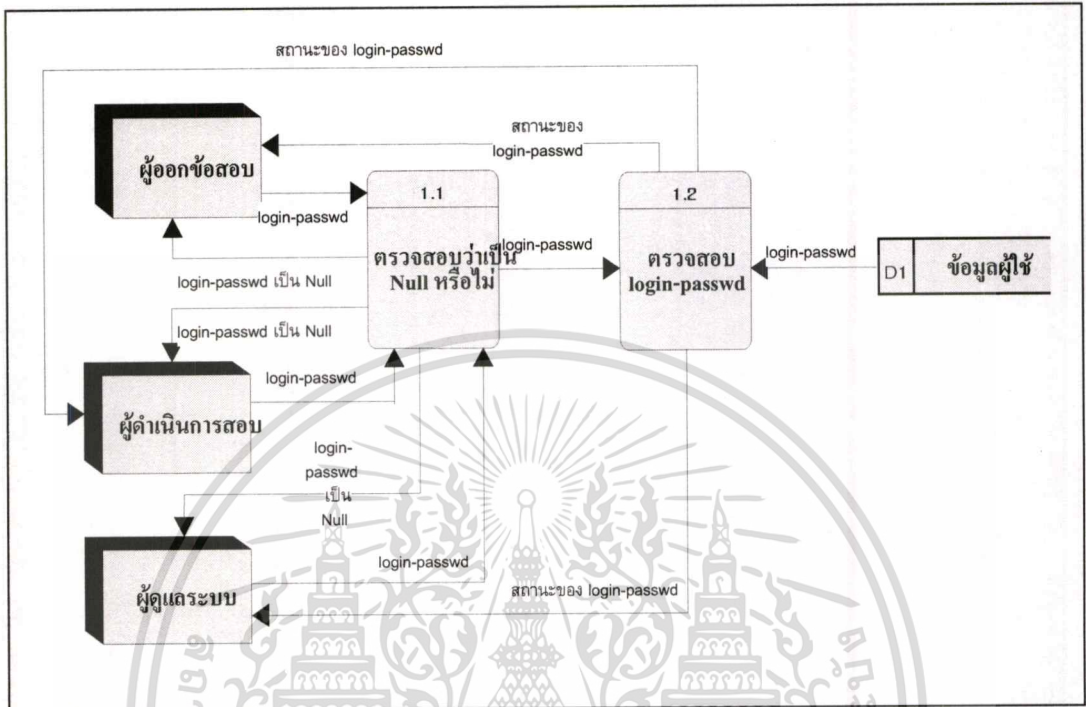 สถานะของ login-passwd
สถานะของ
login-passwd
ผู้ออกข้อสอบ
login-passwd
1.1
ตรวจสอบว่าเป็น
Null หรือไม่
login-passwd
1.2
ตรวจสอบ
login-passwd
login-passwd
D1
ข้อมูลผู้ใช้
login-passwd เป็น Null
login-passwd เป็น Null
ผู้ดำเนินการสอบ
login-passwd
login-
passwd
เป็น
Null
ผู้ดูแลระบบ
login-passwd
สถานะของ login-passwd